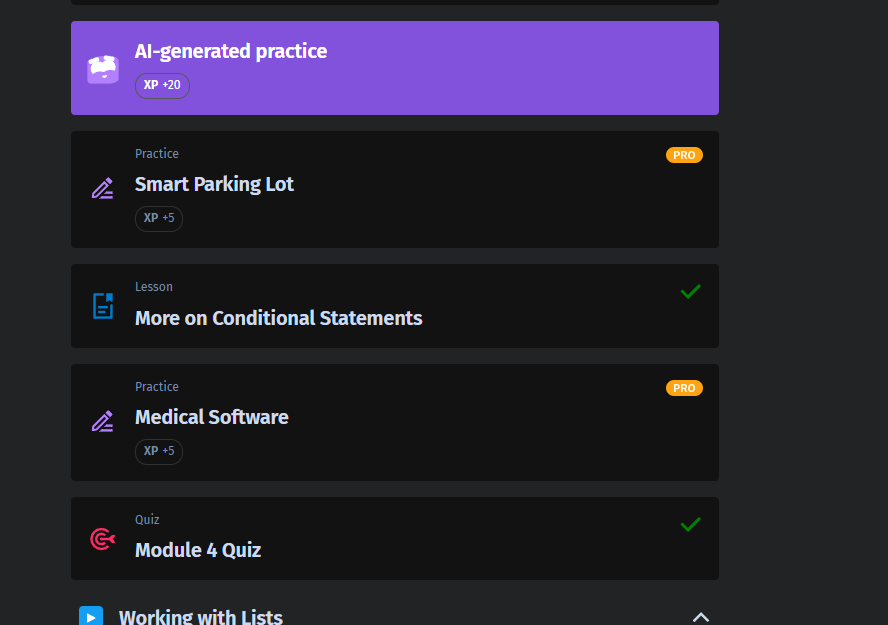 AI-generated practice
XP +20
Practice
PRO
Smart Parking Lot
XP +5
Lesson
More on Conditional Statements
Practice
PRO
Medical Software
XP +5
Quiz
Module 4 Quiz
Working with Lists